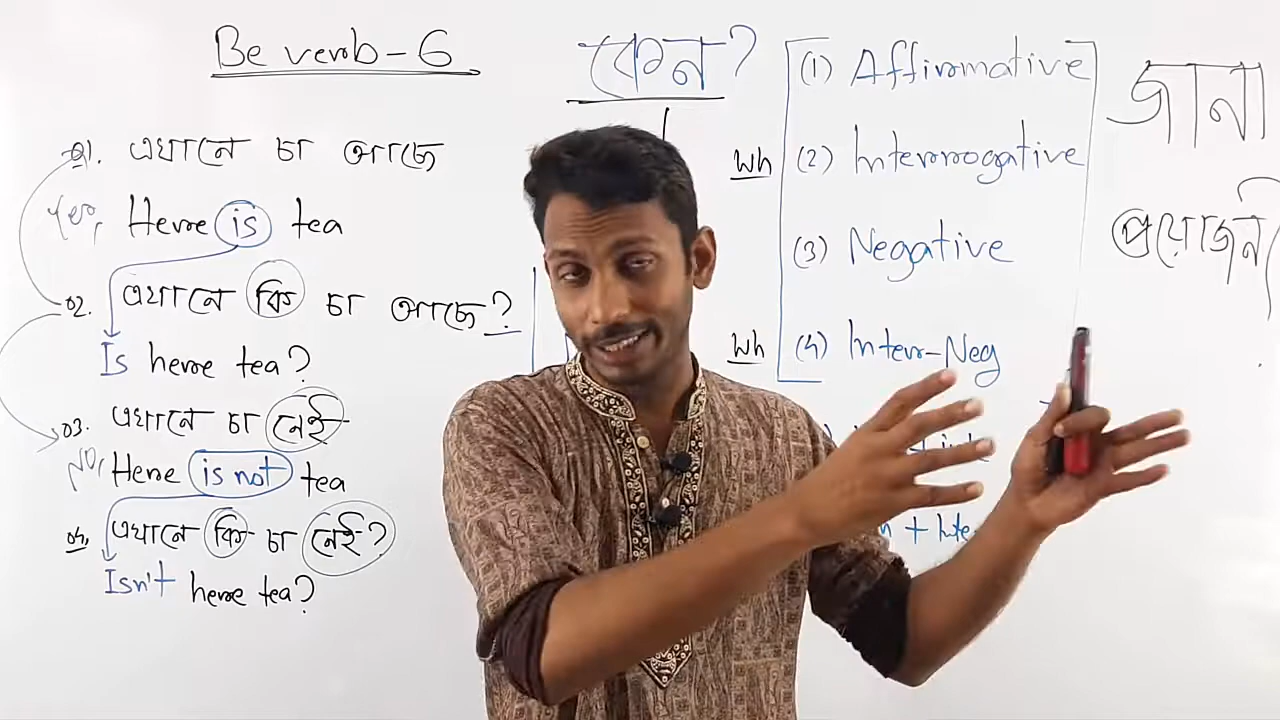 Be verb-6
০১. এখানে চা আছে
Yes, Here is tea
০২. এখানে কি চা আছে?
Is here tea?
০৩. এখানে চা নেই
No, Here is not tea
০৪. এখানে কি চা নেই?
Isn't here tea?
কেন?
(1) Affirmative
Wh (2) Interrogative
(3) Negative
Wh (4) Inter-Neg
জানা
প্রয়োজন